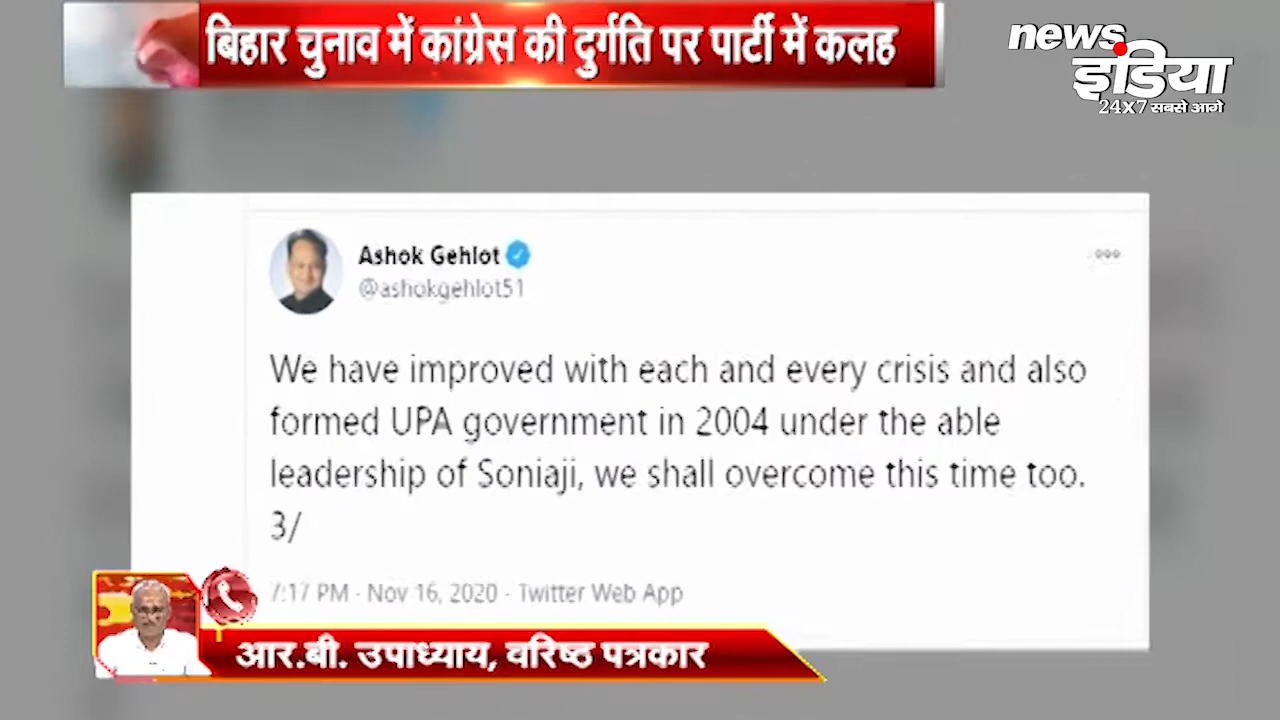 बिहार चुनाव में कांग्रेस की दुर्गति पर पार्टी में कलह
news
इंडिया
24x7 सबसे आगे
Ashok Gehlot
@ashokgehlot51
We have improved with each and every crisis and also
formed UPA government in 2004 under the able
leadership of Soniaji, we shall overcome this time too.
3/
7:17 PM · Nov 16, 2020 · Twitter Web App
आर.बी. उपाध्याय, वरिष्ठ पत्रकार